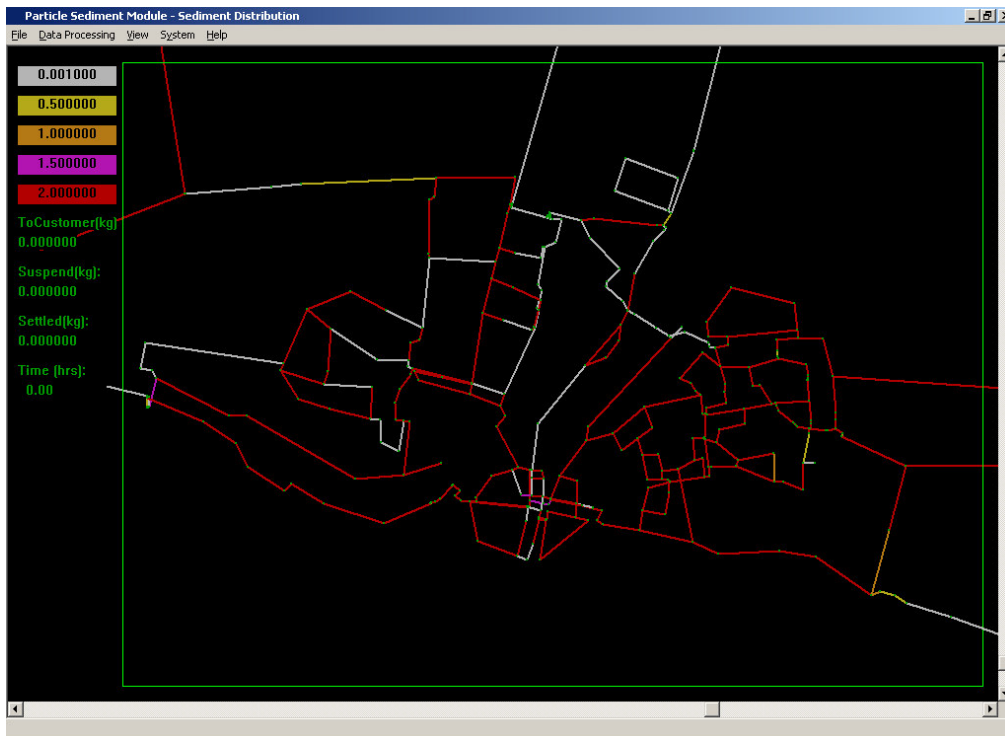 Particle Sediment Module - Sediment Distribution
File Data Processing View System Help
0.001000
0.500000
1.000000
1.500000
2.000000
ToCustomer(kg)
0.000000
Suspend(kg):
0.000000
Settled(kg):
0.000000
Time (hrs):
0.00